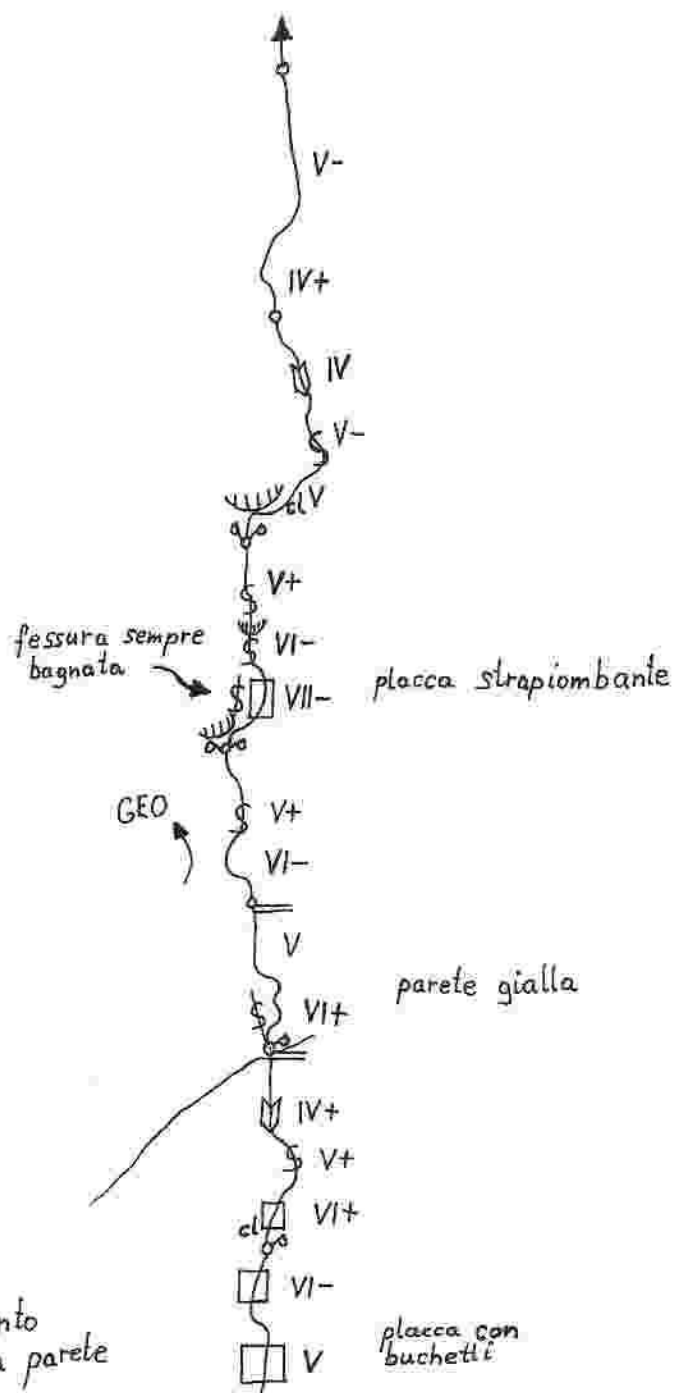 V-
IV+
IV
V-
cl V
V+
fessura sempre
bagnata
VI-
VII-
placca strapiombante
GEO
V+
VI-
V
parete gialla
VI+
IV+
V+
cl VI+
VI-
parete
placca con
buchetti
V